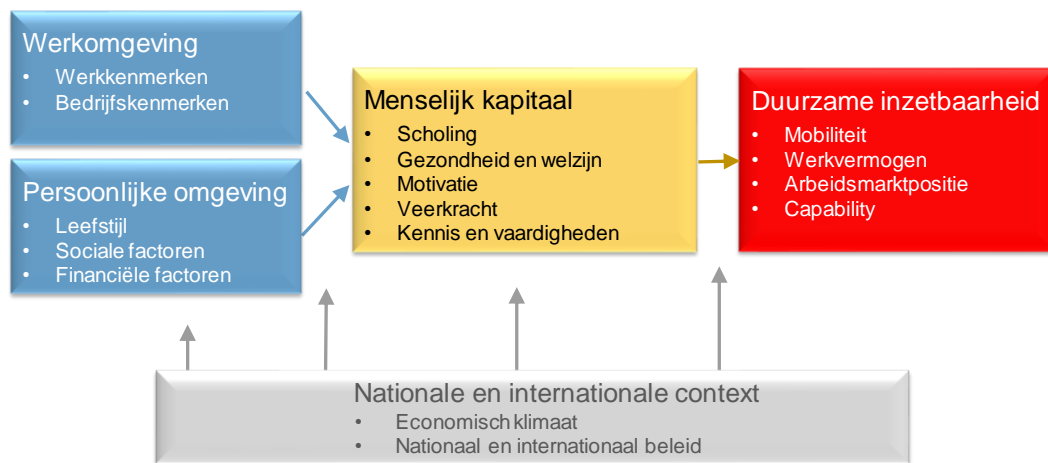 Werkomgeving
• Werkkenmerken
• Bedrijfskenmerken
Persoonlijke omgeving
• Leefstijl
• Sociale factoren
• Financiële factoren
Menselijk kapitaal
• Scholing
• Gezondheid en welzijn
• Motivatie
• Veerkracht
• Kennis en vaardigheden
Duurzame inzetbaarheid
• Mobiliteit
• Werkvermogen
• Arbeidsmarktpositie
• Capability
Nationale en internationale context
• Economisch klimaat
• Nationaal en internationaal beleid